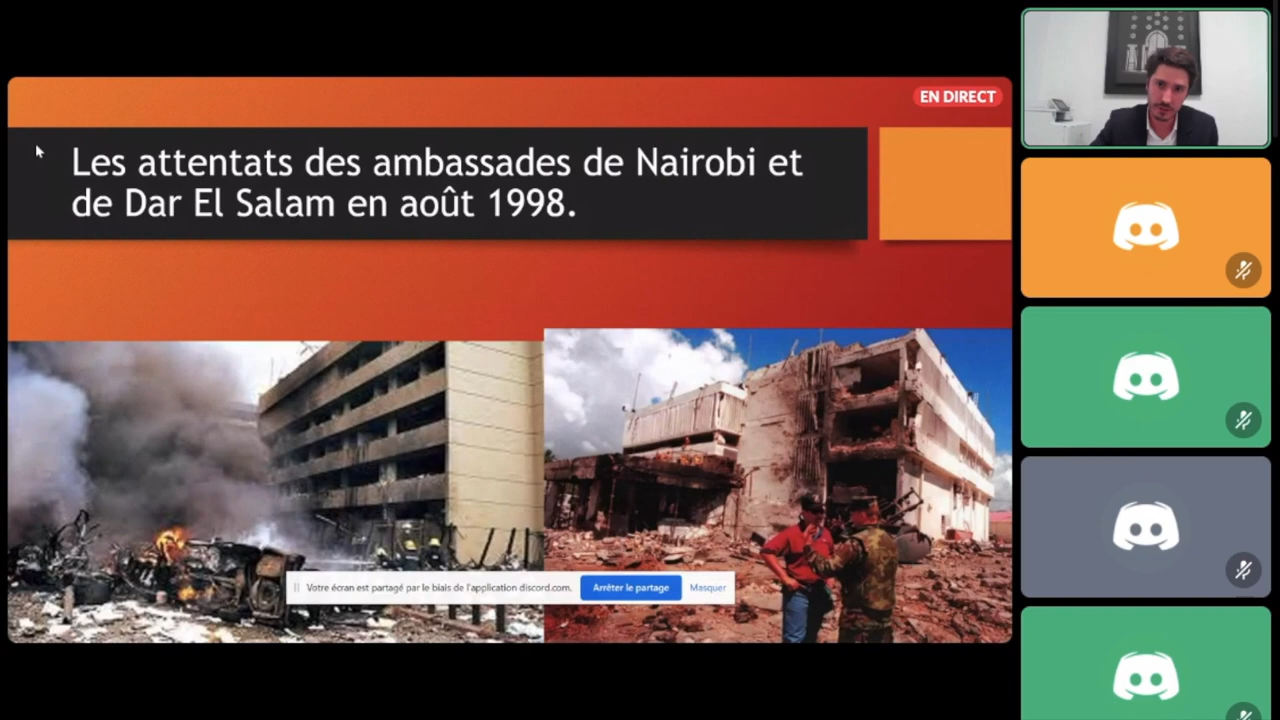 EN DIRECT
Les attentats des ambassades de Nairobi et
de Dar El Salam en août 1998.
Votre écran est partagé par le biais de l'application discord.com.
Arrêter le partage
Masquer